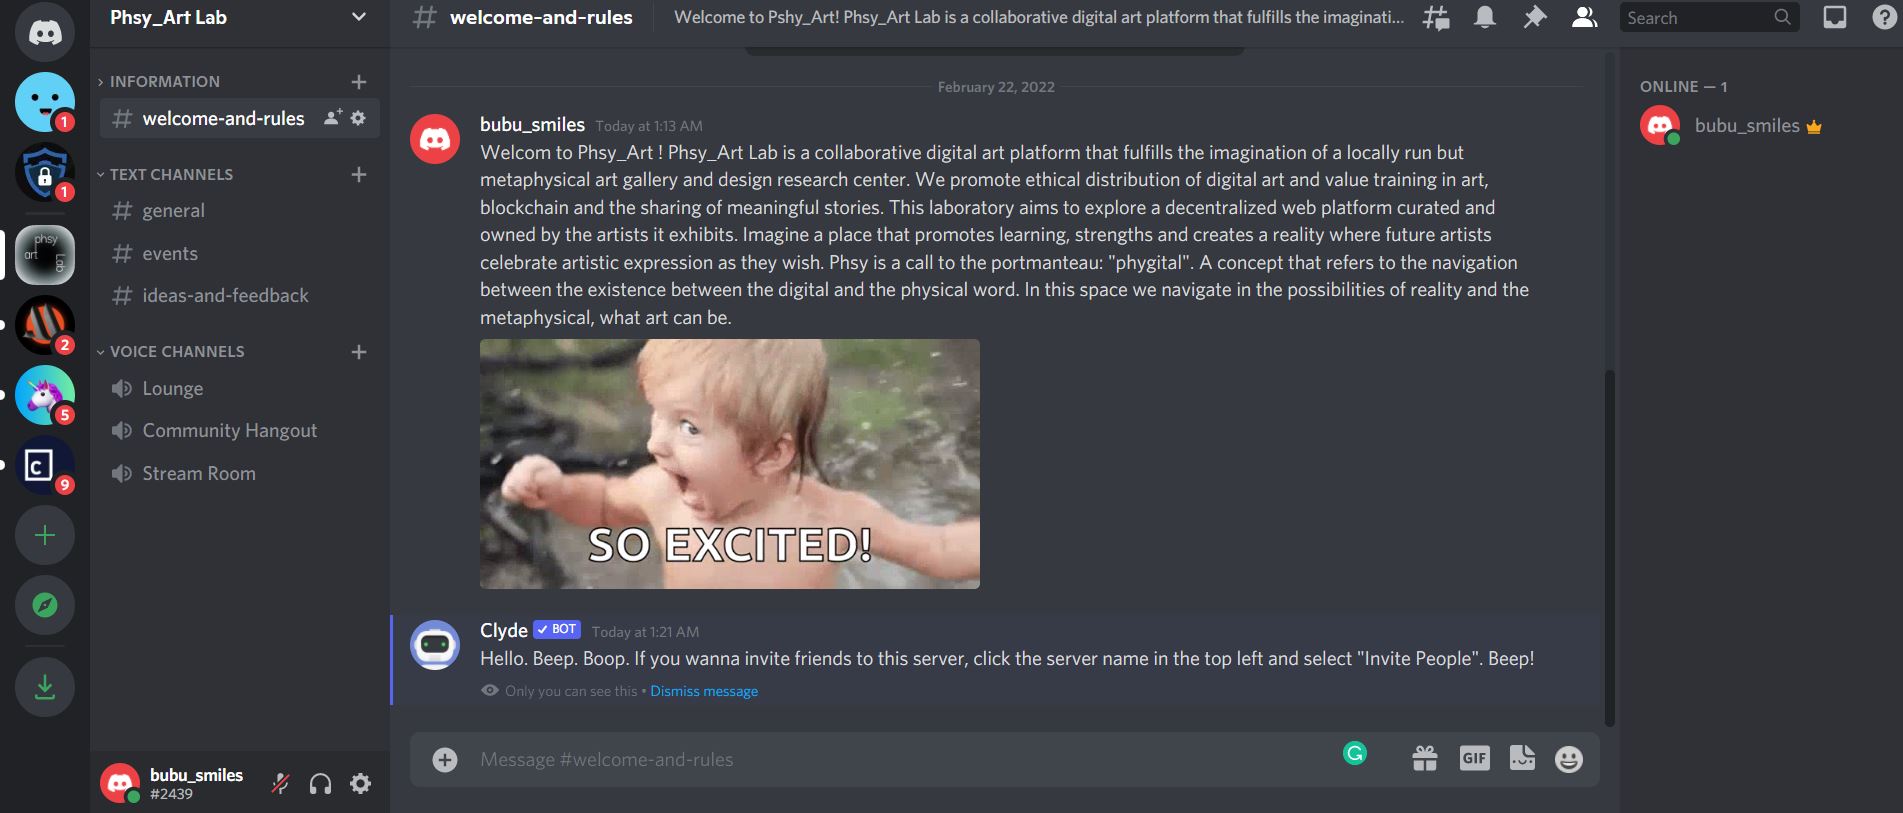 Phsy_Art Lab
1
1
phsy
art
Lab
2
5
C
9
INFORMATION
welcome-and-rules
TEXT CHANNELS
general
events
ideas-and-feedback
VOICE CHANNELS
Lounge
Community Hangout
Stream Room
bubu_smiles
#2439
# welcome-and-rules
Welcome to Pshy_Art! Phsy_Art Lab is a collaborative digital art platform that fulfills the imaginati...
Search
February 22, 2022
bubu_smiles Today at 1:13 AM
Welcom to Phsy_Art ! Phsy_Art Lab is a collaborative digital art platform that fulfills the imagination of a locally run but
metaphysical art gallery and design research center. We promote ethical distribution of digital art and value training in art,
blockchain and the sharing of meaningful stories. This laboratory aims to explore a decentralized web platform curated and
owned by the artists it exhibits. Imagine a place that promotes learning, strengths and creates a reality where future artists
celebrate artistic expression as they wish. Phsy is a call to the portmanteau: "phygital". A concept that refers to the navigation
between the existence between the digital and the physical word. In this space we navigate in the possibilities of reality and the
metaphysical, what art can be.
SO EXCITED!
Clyde BOT Today at 1:21 AM
Hello. Beep. Boop. If you wanna invite friends to this server, click the server name in the top left and select "Invite People". Beep!
Only you can see this • Dismiss message
Message #welcome-and-rules
GIF
ONLINE — 1
bubu_smiles